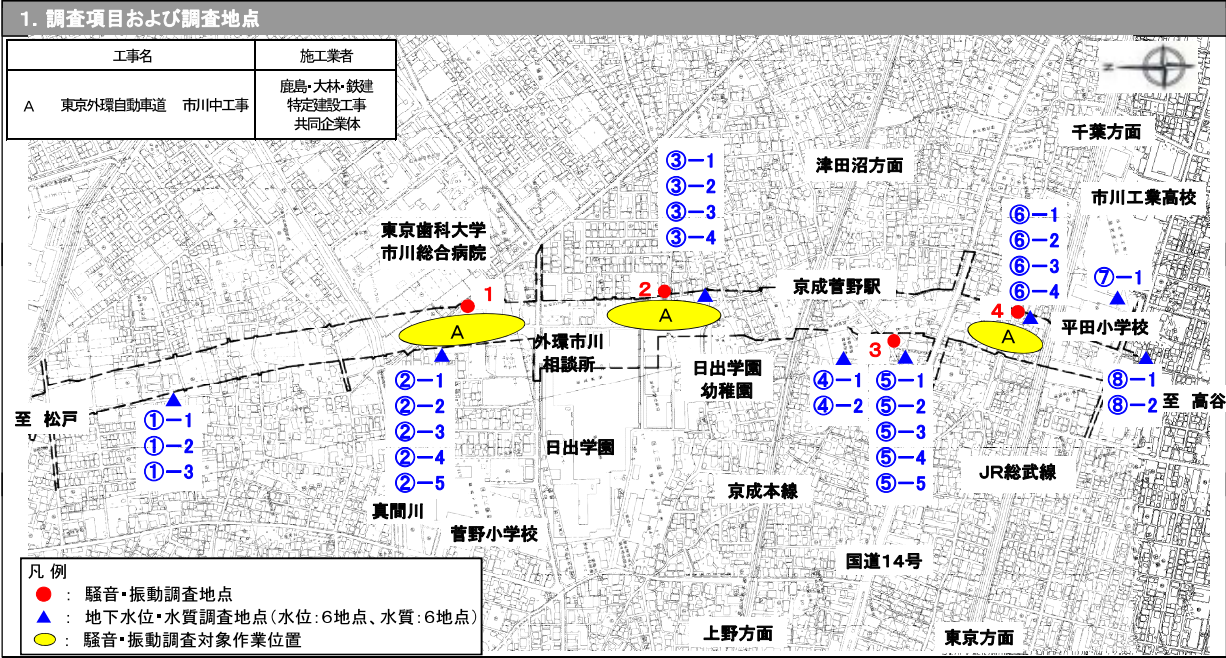 1. 調査項目および調査地点
工事名
施工業者
A 東京外環自動車道 市川中工事
鹿島・大林・鉄建
特定建設工事
共同企業体
N
千葉方面
津田沼方面
市川工業高校
③-1
③-2
③-3
③-4
⑥-1
⑥-2
⑥-3
⑥-4
東京歯科大学
市川総合病院
⑦-1
京成菅野駅
1
2
4
3
A
A
A
平田小学校
外環市川
相談所
日出学園
幼稚園
④-1
④-2
⑤-1
⑤-2
⑤-3
⑤-4
⑤-5
⑧-1
⑧-2
至 高谷
至 松戸
①-1
①-2
①-3
②-1
②-2
②-3
②-4
②-5
日出学園
JR総武線
京成本線
真間川
菅野小学校
国道14号
上野方面
東京方面
凡 例
： 騒音・振動調査地点
： 地下水位・水質調査地点(水位:6地点、水質:6地点)
： 騒音・振動調査対象作業位置